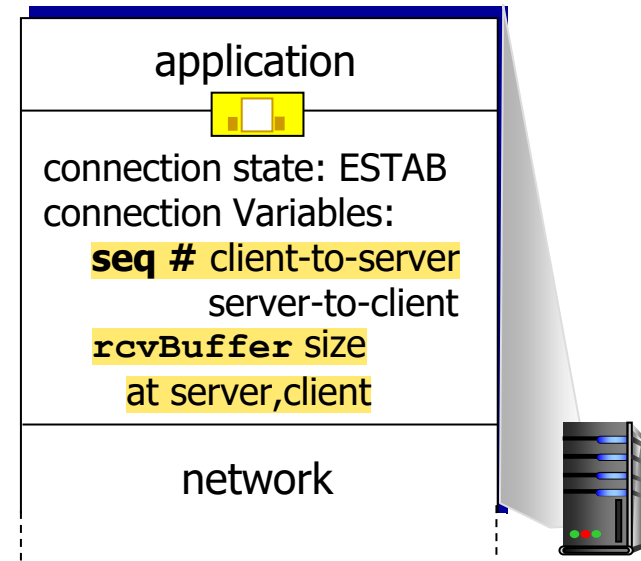 application
connection state: ESTAB
connection Variables:
seq # client-to-server
server-to-client
rcvBuffer size
at server,client
network